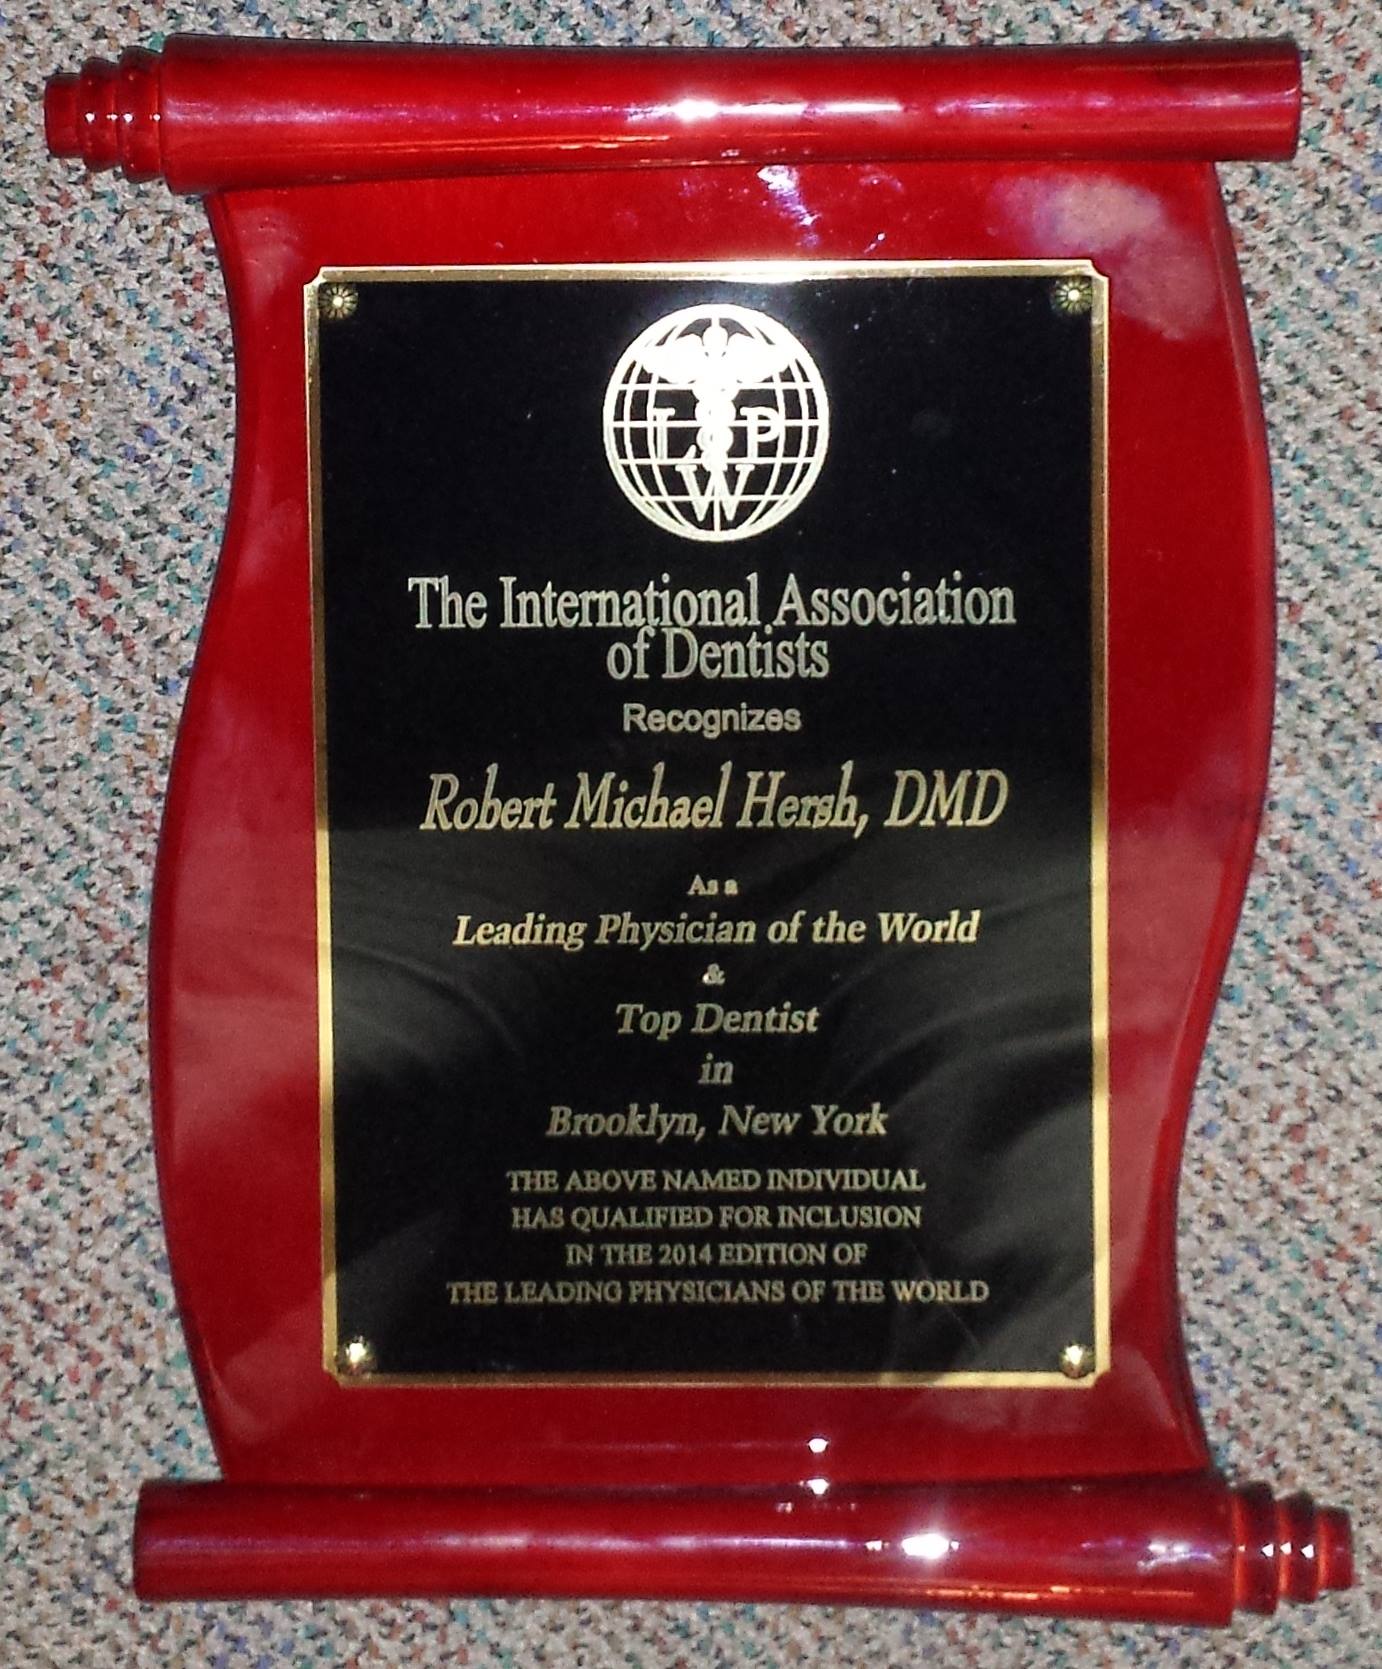 L P
W
The International Association
of Dentists
Recognizes
Robert Michael Hersh, DMD
As a
Leading Physician of the World
&
Top Dentist
in
Brooklyn, New York
THE ABOVE NAMED INDIVIDUAL
HAS QUALIFIED FOR INCLUSION
IN THE 2014 EDITION OF
THE LEADING PHYSICIANS OF THE WORLD